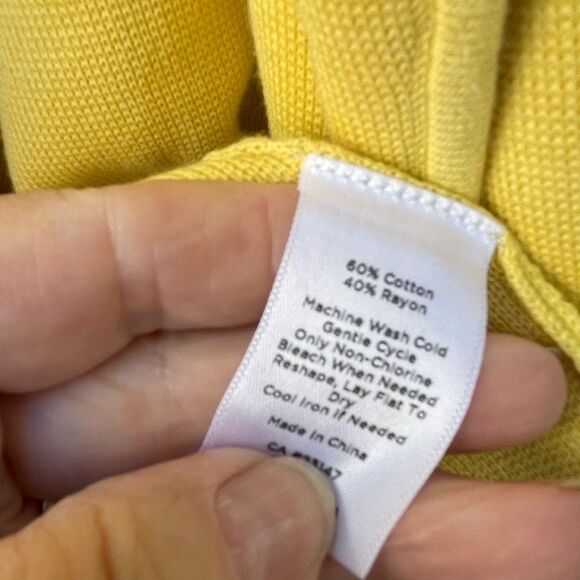 60% Cotton
40% Rayon
Machine Wash Cold
Gentle Cycle
Only Non-Chlorine
Bleach When Needed
Reshape, Lay Flat To
Dry
Cool Iron If Needed
Made In China
CA